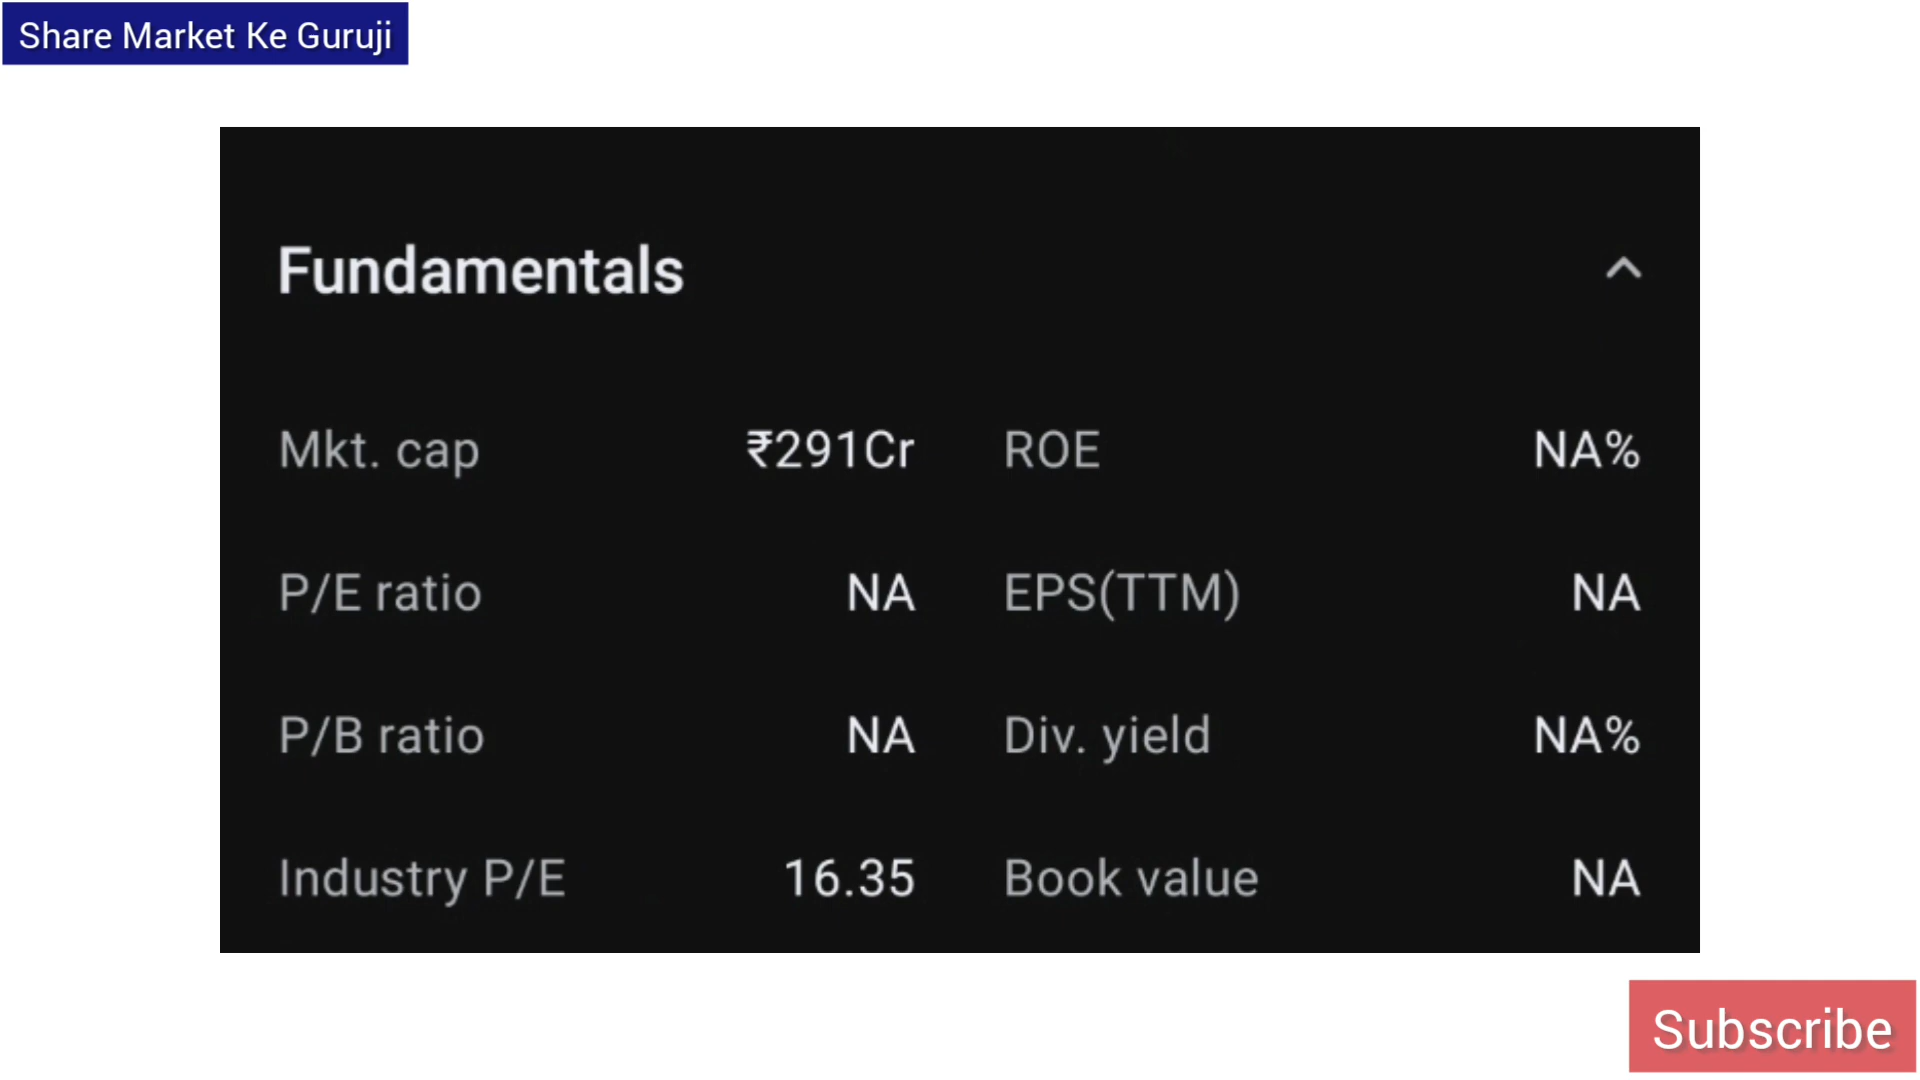 Share Market Ke Guruji
Fundamentals
Mkt. cap ₹291Cr ROE NA%
P/E ratio NA EPS(TTM) NA
P/B ratio NA Div. yield NA%
Industry P/E 16.35 Book value NA
Subscribe